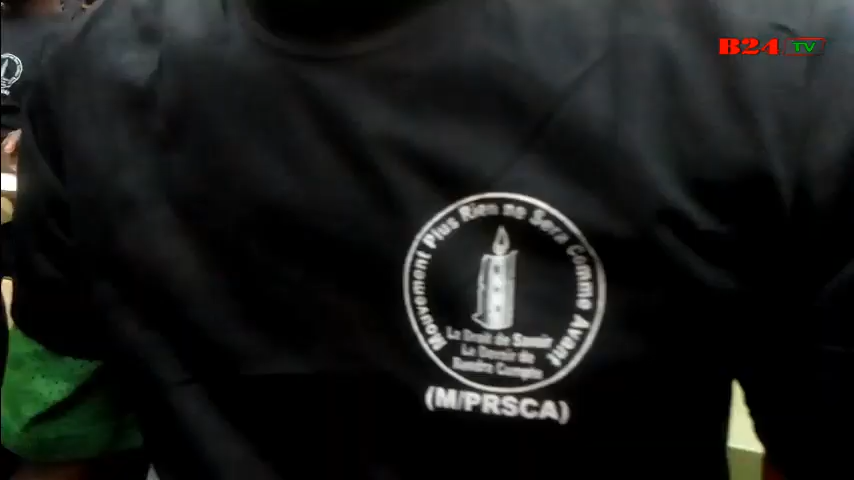 B24 TV
Mouvement Plus Rien ne Sera Comme Avant
Le Droit de Savoir
Le Devoir de
Rendre Compte
(M/PRSCA)